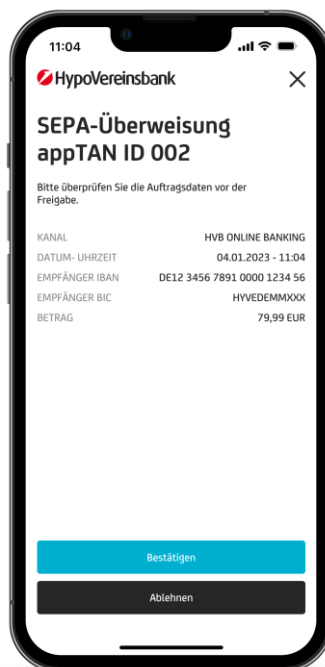 11:04
HypoVereinsbank
SEPA-Überweisung
appTAN ID 002
Bitte überprüfen Sie die Auftragsdaten vor der
Freigabe.
KANAL HVB ONLINE BANKING
DATUM- UHRZEIT 04.01.2023 - 11:04
EMPFÄNGER IBAN DE12 3456 7891 0000 1234 56
EMPFÄNGER BIC HYVEDEMMXXX
BETRAG 79,99 EUR
Bestätigen
Ablehnen